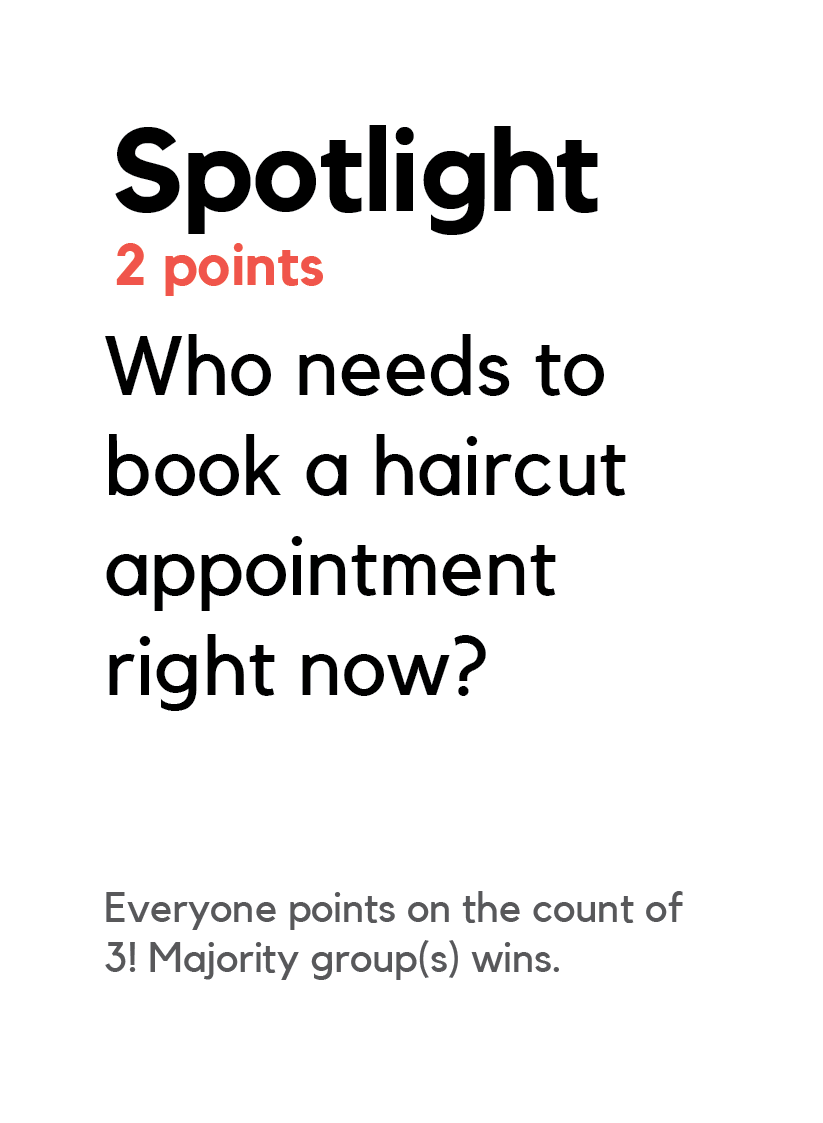 Spotlight
2 points
Who needs to
book a haircut
appointment
right now?
Everyone points on the count of
3! Majority group(s) wins.